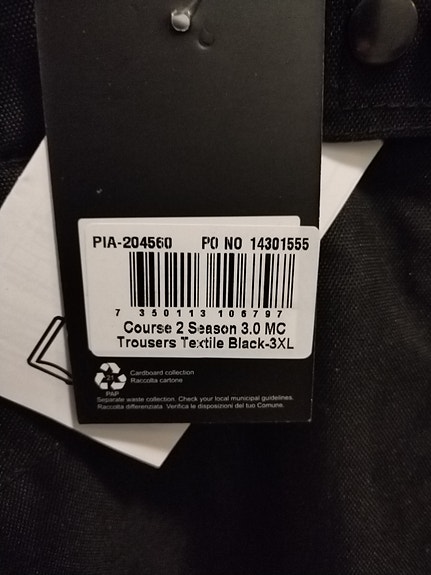 PIA-204560 PO NO 14301555
7 350113 106797
Course 2 Season 3.0 MC
Trousers Textile Black-3XL
21
PAP
Cardboard collection
Raccolta cartone
Separate waste collection. Check your local municipal guidelines.
Raccolta differenziata. Verifica le disposizioni del tuo Comune.